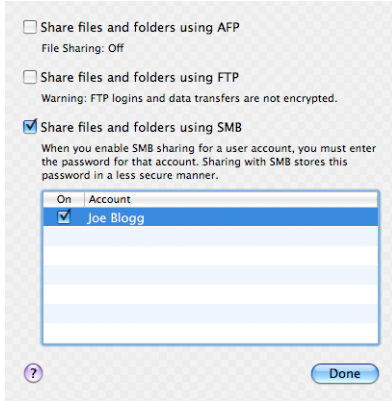 Share files and folders using AFP
File Sharing: Off
Share files and folders using FTP
Warning: FTP logins and data transfers are not encrypted.
Share files and folders using SMB
When you enable SMB sharing for a user account, you must enter
the password for that account. Sharing with SMB stores this
password in a less secure manner.
On Account
Joe Blogg
? Done